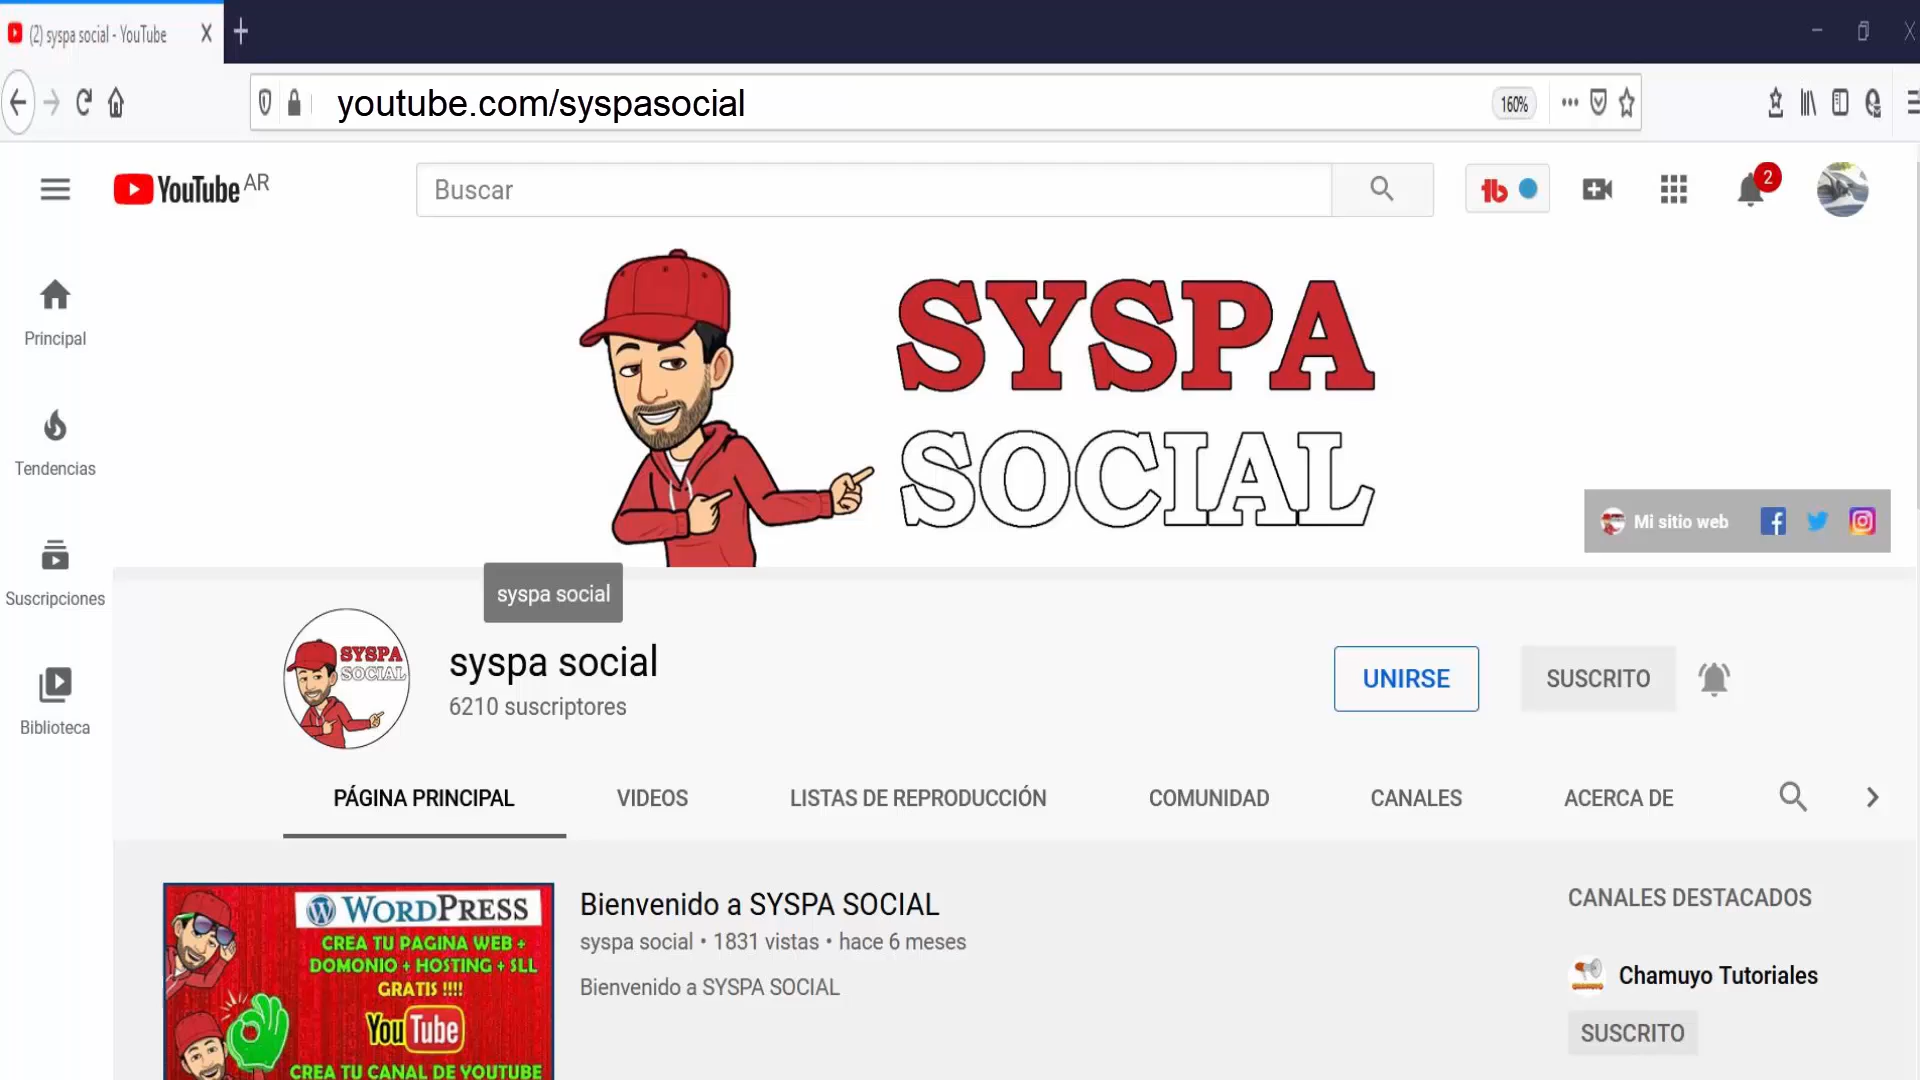 (2) syspa social - YouTube
youtube.com/syspasocial
160%
YouTube AR
Buscar
2
Principal
Tendencias
Suscripciones
Biblioteca
SYSPA
SOCIAL
Mi sitio web
syspa social
SYSPA
SOCIAL
syspa social
6210 suscriptores
UNIRSE
SUSCRITO
PÁGINA PRINCIPAL
VIDEOS
LISTAS DE REPRODUCCIÓN
COMUNIDAD
CANALES
ACERCA DE
WORDPRESS
CREA TU PAGINA WEB +
DOMONIO + HOSTING + SLL
GRATIS !!!!
YouTube
CREA TU CANAL DE YOUTUBE
Bienvenido a SYSPA SOCIAL
syspa social • 1831 vistas • hace 6 meses
Bienvenido a SYSPA SOCIAL
CANALES DESTACADOS
Chamuyo Tutoriales
SUSCRITO